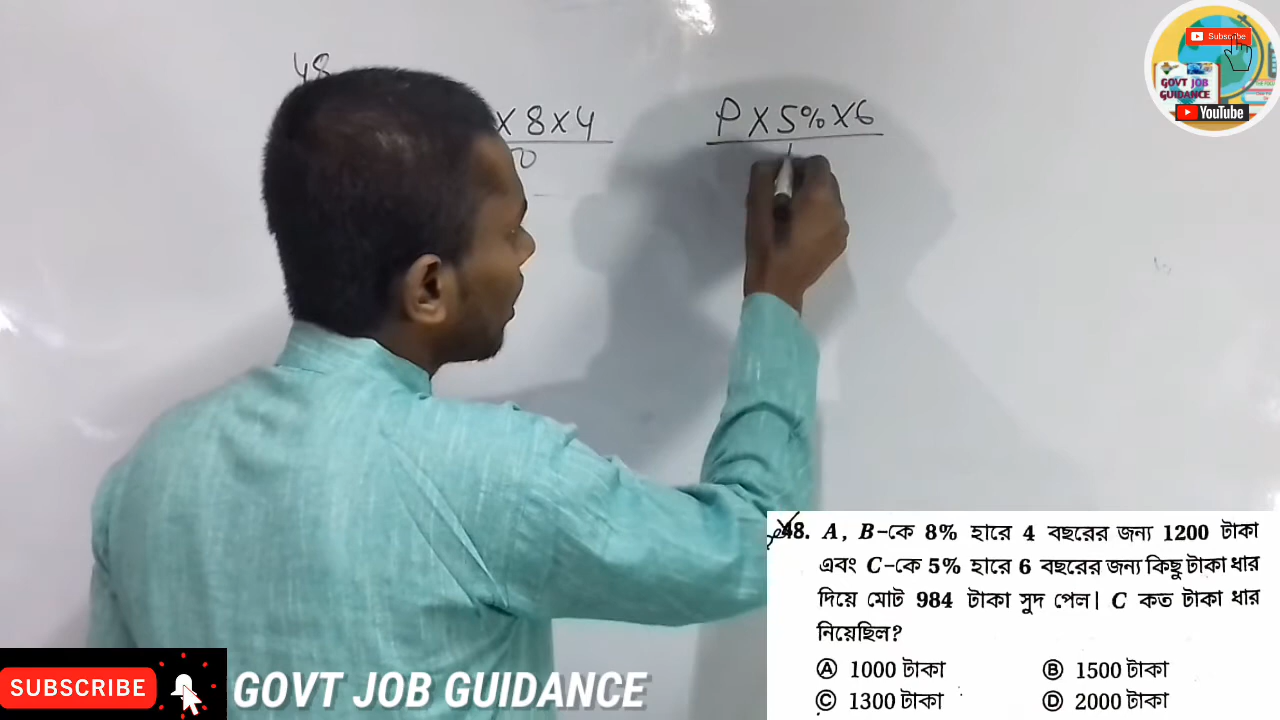 48
× 8 × 4
P × 5% × 6
Subscribe
GOVT JOB
GUIDANCE
YouTube
48. A, B–কে 8% হারে 4 বছরের জন্য 1200 টাকা
এবং C–কে 5% হারে 6 বছরের জন্য কিছু টাকা ধার
দিয়ে মোট 984 টাকা সুদ পেল। C কত টাকা ধার
নিয়েছিল?
Ⓐ 1000 টাকা Ⓑ 1500 টাকা
Ⓒ 1300 টাকা Ⓓ 2000 টাকা
SUBSCRIBE
GOVT JOB GUIDANCE